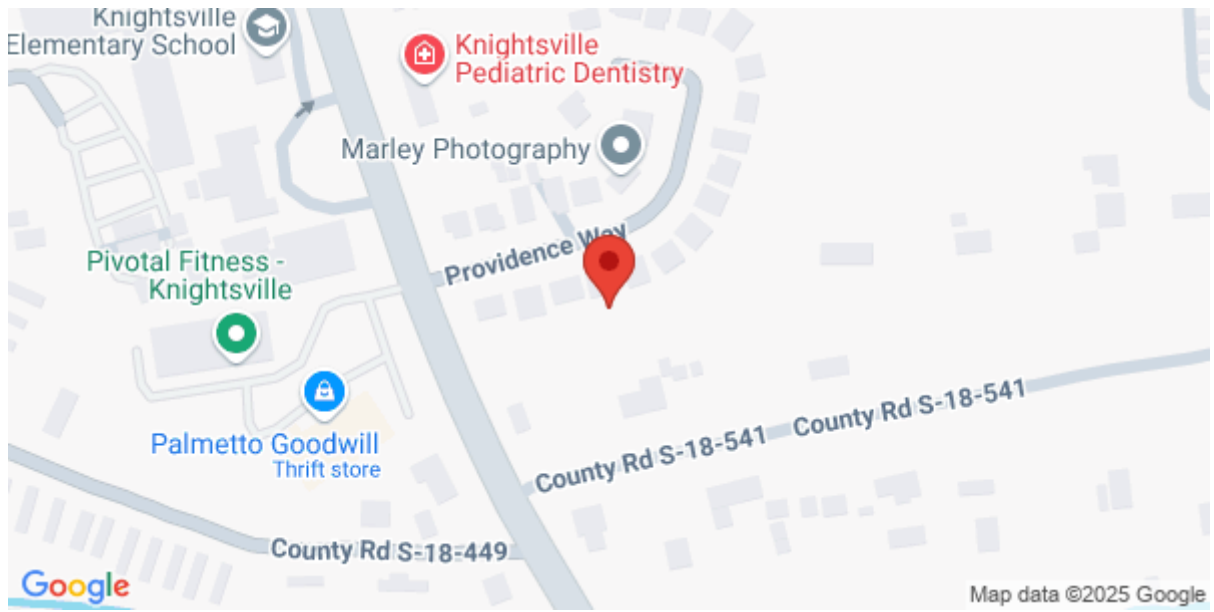 Knightsville
Elementary School
Knightsville
Pediatric Dentistry
Marley Photography
Providence Way
Pivotal Fitness -
Knightsville
Palmetto Goodwill
Thrift store
County Rd S-18-541
County Rd S-18-541
County Rd S-18-449
Google
Map data ©2025 Google